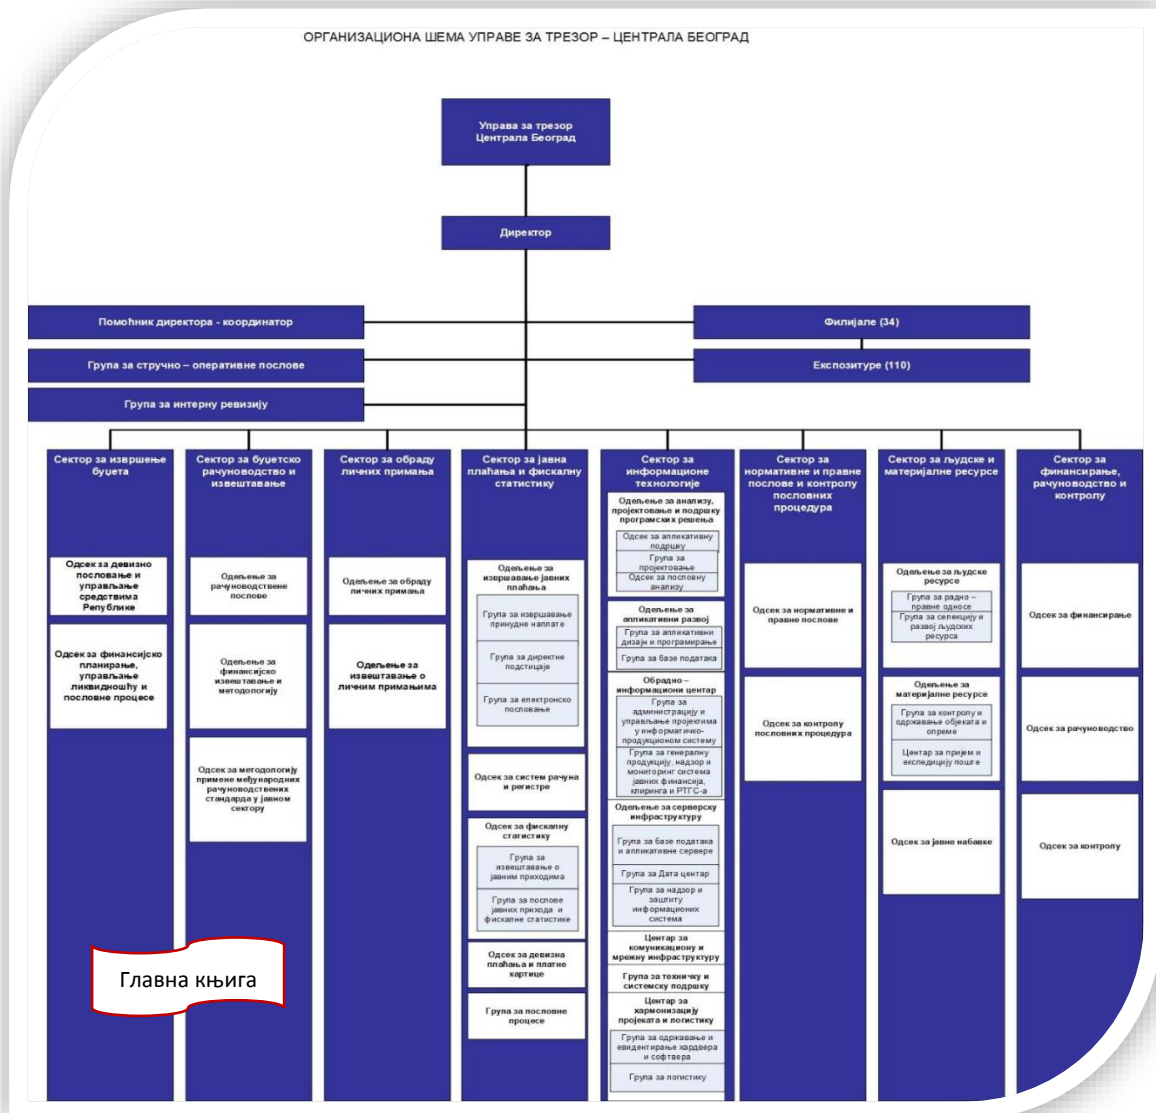 ОРГАНИЗАЦИОНА ШЕМА УПРАВЕ ЗА ТРЕЗОР – ЦЕНТРАЛА БЕОГРАД
Управа за трезор
Централа Београд
Директор
Помоћник директора - координатор
Филијале (34)
Група за стручно – оперативне послове
Експозитуре (110)
Група за интерну ревизију
Сектор за извршење
буџета
Одсек за девизно
пословање и
управљање
средствима
Републике
Одсек за финансијско
планирање,
управљање
ликвидношћу и
пословне процесе
Сектор за буџетско
рачуноводство и
извештавање
Одељење за
рачуноводствене
послове
Одељење за
финансијско
извештавање и
методологију
Одсек за методологију
примене међународних
рачуноводствених
стандарда у јавном
сектору
Главна књига
Сектор за обраду
личних примања
Одељење за обраду
личних примања
Одељење за
извештавање о
личним примањима
Сектор за јавна
плаћања и фискалну
статистику
Одељење за
извршавање јавних
плаћања
Група за извршавање
принудне наплате
Група за директне
подстицаје
Група за електронско
пословање
Одсек за систем рачуна
и регистре
Одсек за фискалну
статистику
Група за
извештавање о
јавним приходима
Група за послове
јавних прихода и
фискалне статистике
Одсек за девизна
плаћања и платне
картице
Група за пословне
процесе
Сектор за
информационе
технологије
Одељење за анализу,
пројектовање и подршку
програмских решења
Одсек за апликативну
подршку
Група за
пројектовање
Одсек за пословну
анализу
Одељење за
апликативни развој
Група за апликативни
дизајн и програмирање
Група за базе података
Обрадно –
информациони центар
Група за
администрацију и
управљање пројектима
у информатичко-
продукционом систему
Група за генералну
продукцију, надзор и
мониторинг система
јавних финансија,
клиринга и РТГС-а
Одељење за серверску
инфраструктуру
Група за базе података
и апликативне сервере
Група за Дата центар
Група за надзор и
заштиту
информационих
система
Центар за
комуникациону и
мрежну инфраструктуру
Група за техничку и
системску подршку
Центар за
хармонизацију
пројеката и логистику
Група за одржавање и
евидентирање хардвера
и софтвера
Група за логистику
Сектор за
нормативне и правне
послове и контролу
пословних
процедура
Одсек за нормативне и
правне послове
Одсек за контролу
пословних процедура
Сектор за људске и
материјалне ресурсе
Одељење за људске
ресурсе
Група за радно –
правне односе
Група за селекцију и
развој људских
ресурса
Одељење за
материјалне ресурсе
Група за контролу и
одржавање објеката и
опреме
Центар за пријем и
експедицију поште
Одсек за јавне набавке
Сектор за
финансирање,
рачуноводство и
контролу
Одсек за финансирање
Одсек за рачуноводство
Одсек за контролу